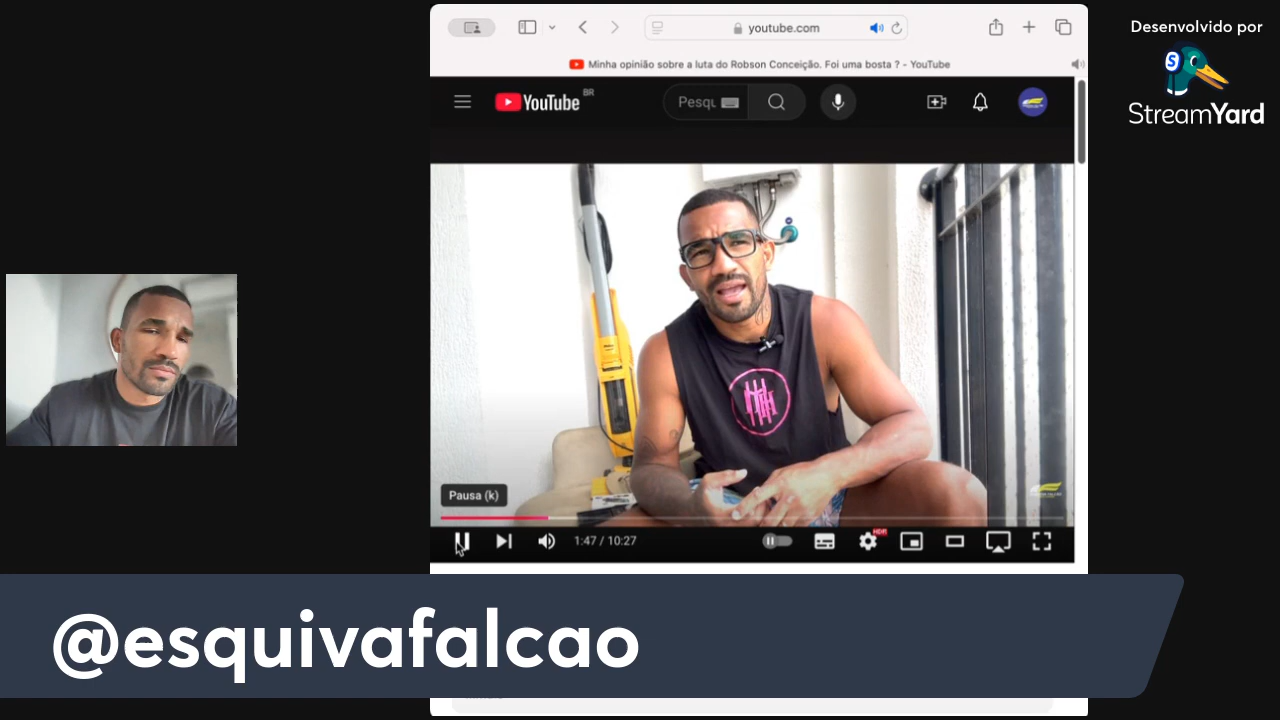 youtube.com
Minha opinião sobre a luta do Robson Conceição. Foi uma bosta ? - YouTube
YouTube BR
Pesqu
Desenvolvido por
StreamYard
Pausa (k)
1:47 / 10:27
HDR
@esquivafalcao